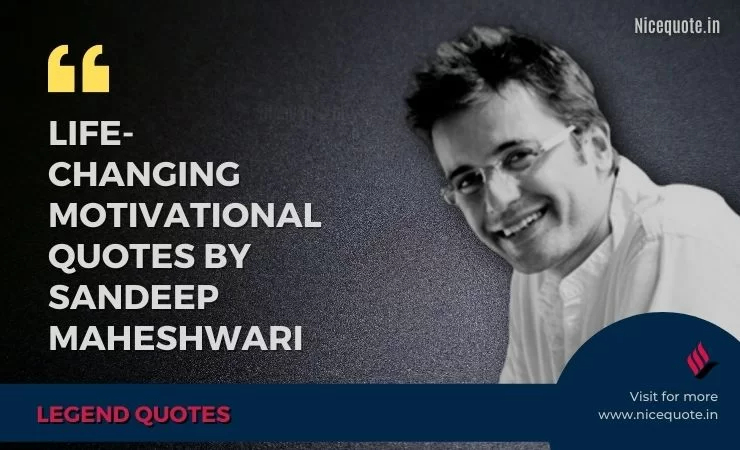 Nicequote.in
LIFE-
CHANGING
MOTIVATIONAL
QUOTES BY
SANDEEP
MAHESHWARI
LEGEND QUOTES
Visit for more
www.nicequote.in